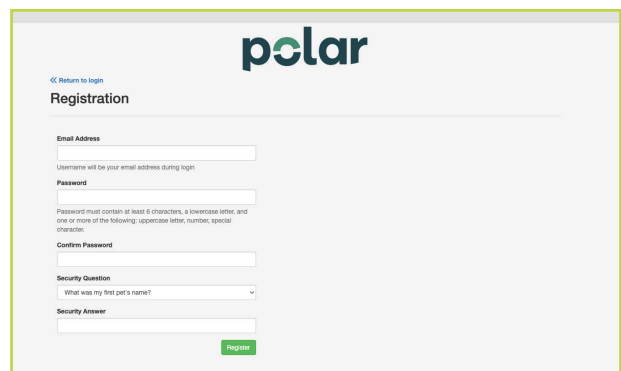 polar
Return to login
Registration
Email Address
Username will be your email address during login
Password
Password must contain at least 6 characters, a lowercase letter, and
one or more of the following: uppercase letter, number, special
character.
Confirm Password
Security Question
What was my first pet's name?
Security Answer
Register